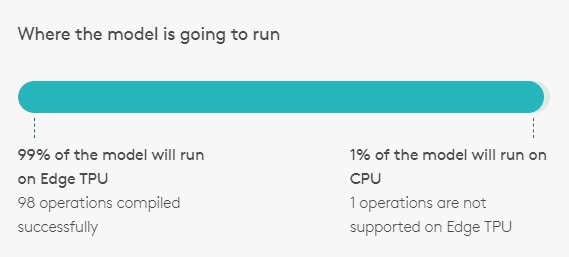 Where the model is going to run
99% of the model will run
on Edge TPU
98 operations compiled
successfully
1% of the model will run on
CPU
1 operations are not
supported on Edge TPU